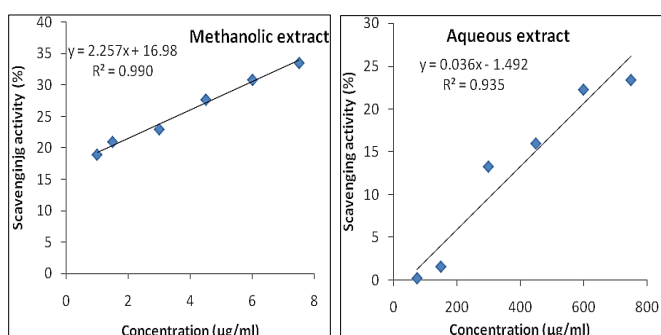 Methanolic extract
y = 2.257x + 16.98
R² = 0.990
Scavenginjg activity (%)
40
35
30
25
20
15
10
5
0
0 2 4 6 8
Concentration (µg/ml)
Aqueous extract
y = 0.036x - 1.492
R² = 0.935
Scavenging activity (%)
30
25
20
15
10
5
0
0 200 400 600 800
Concentration (µg/ml)